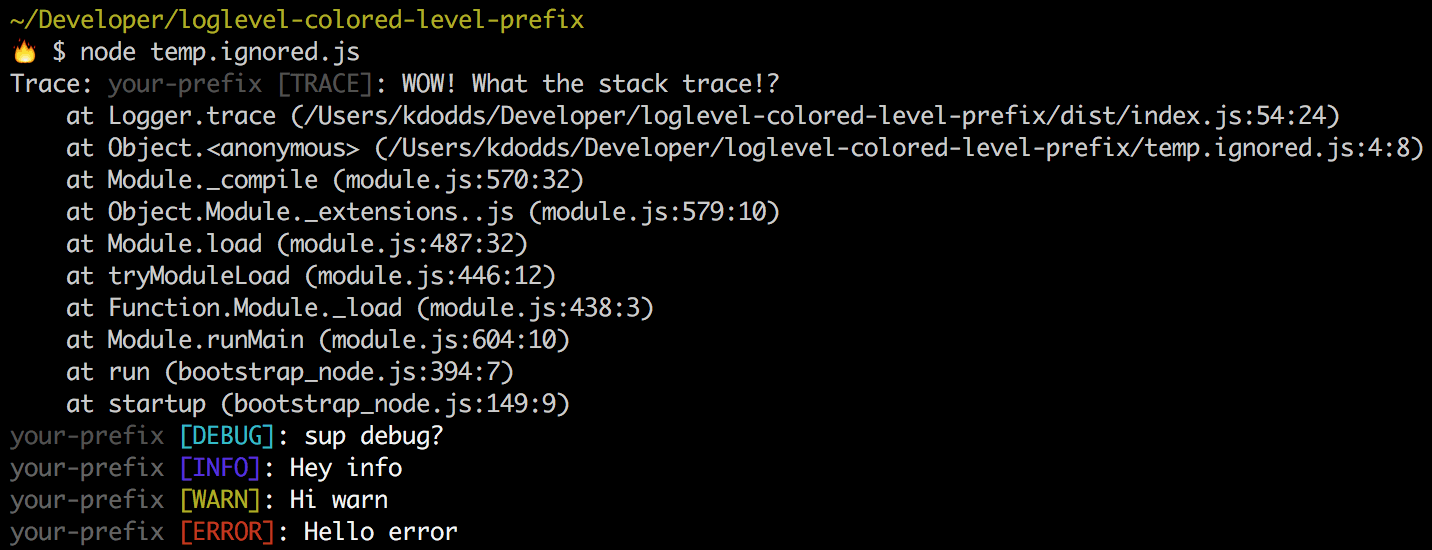 ~/Developer/loglevel-colored-level-prefix
🔥 $ node temp.ignored.js
Trace: your-prefix [TRACE]: WOW! What the stack trace!?
    at Logger.trace (/Users/kdodds/Developer/loglevel-colored-level-prefix/dist/index.js:54:24)
    at Object.<anonymous> (/Users/kdodds/Developer/loglevel-colored-level-prefix/temp.ignored.js:4:8)
    at Module._compile (module.js:570:32)
    at Object.Module._extensions..js (module.js:579:10)
    at Module.load (module.js:487:32)
    at tryModuleLoad (module.js:446:12)
    at Function.Module._load (module.js:438:3)
    at Module.runMain (module.js:604:10)
    at run (bootstrap_node.js:394:7)
    at startup (bootstrap_node.js:149:9)
your-prefix [DEBUG]: sup debug?
your-prefix [INFO]: Hey info
your-prefix [WARN]: Hi warn
your-prefix [ERROR]: Hello error